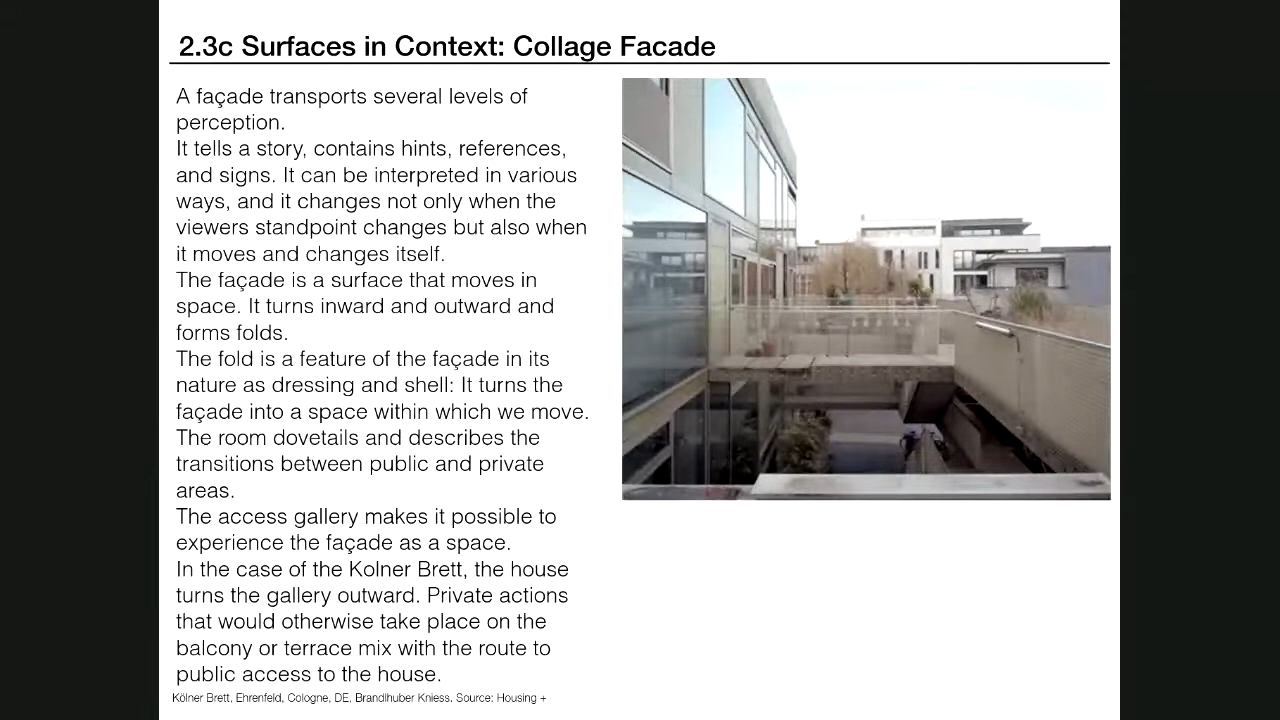 2.3c Surfaces in Context: Collage Facade
A façade transports several levels of
perception.
It tells a story, contains hints, references,
and signs. It can be interpreted in various
ways, and it changes not only when the
viewers standpoint changes but also when
it moves and changes itself.
The façade is a surface that moves in
space. It turns inward and outward and
forms folds.
The fold is a feature of the façade in its
nature as dressing and shell: It turns the
façade into a space within which we move.
The room dovetails and describes the
transitions between public and private
areas.
The access gallery makes it possible to
experience the façade as a space.
In the case of the Kolner Brett, the house
turns the gallery outward. Private actions
that would otherwise take place on the
balcony or terrace mix with the route to
public access to the house.
Kölner Brett, Ehrenfeld, Cologne, DE, Brandlhuber Kniess. Source: Housing +